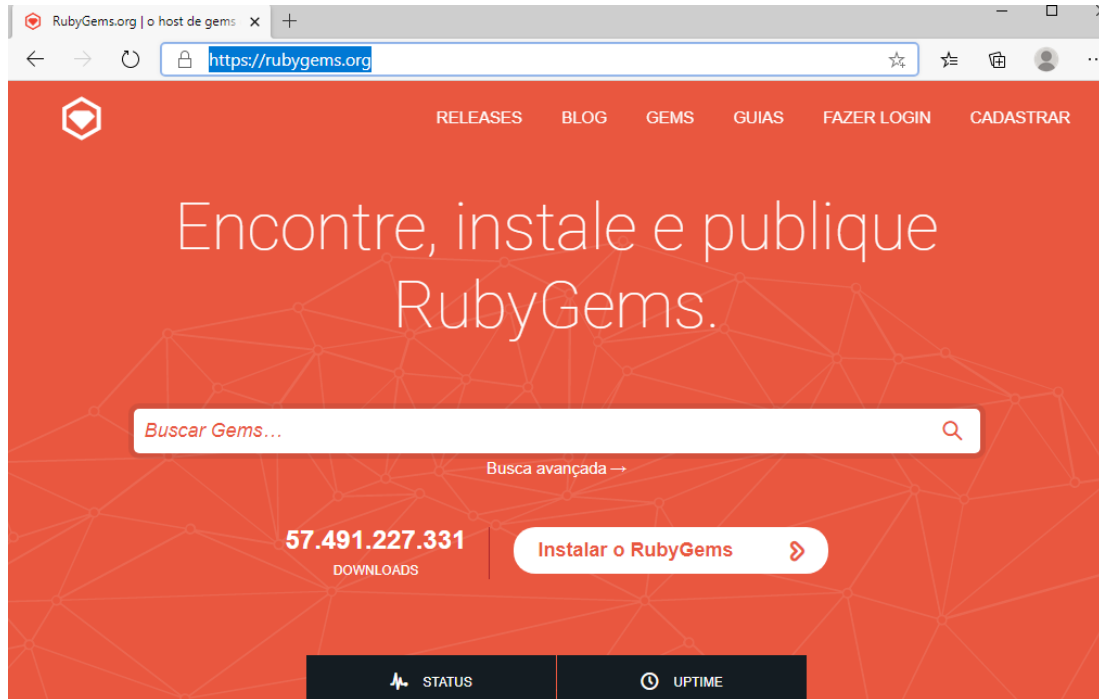 RubyGems.org | o host de gems
https://rubygems.org
RELEASES BLOG GEMS GUIAS FAZER LOGIN CADASTRAR
Encontre, instale e publique
RubyGems.
Buscar Gems...
Busca avançada →
57.491.227.331
DOWNLOADS
Instalar o RubyGems
STATUS UPTIME